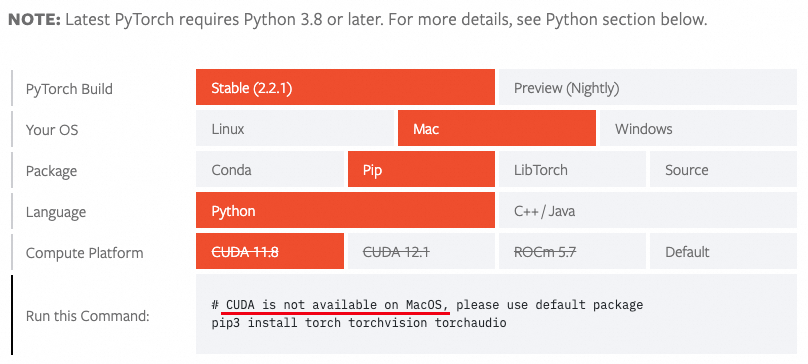 NOTE: Latest PyTorch requires Python 3.8 or later. For more details, see Python section below.
PyTorch Build Stable (2.2.1) Preview (Nightly)
Your OS Linux Mac Windows
Package Conda Pip LibTorch Source
Language Python C++ / Java
Compute Platform CUDA 11.8 CUDA 12.1 ROCm 5.7 Default
Run this Command:
# CUDA is not available on MacOS, please use default package
pip3 install torch torchvision torchaudio